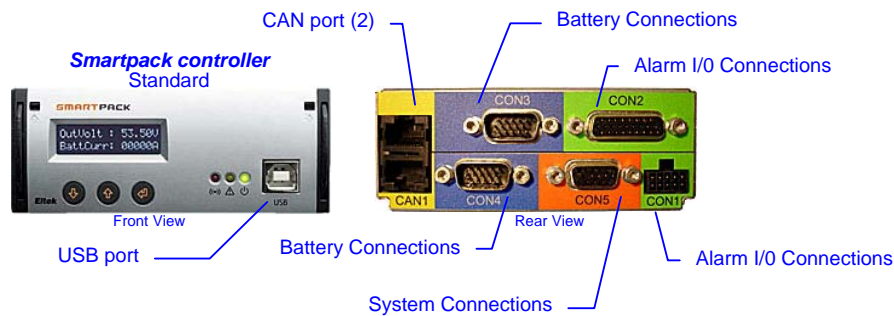 CAN port (2)
Battery Connections
Smartpack controller
Standard
Alarm I/0 Connections
SMARTPACK
OutVolt : 53.50V
BattCurr: 00000A
Eltek
USB
Front View
CON3
CON2
CAN1
CON4
CON5
CON1
Rear View
USB port
Battery Connections
Alarm I/0 Connections
System Connections